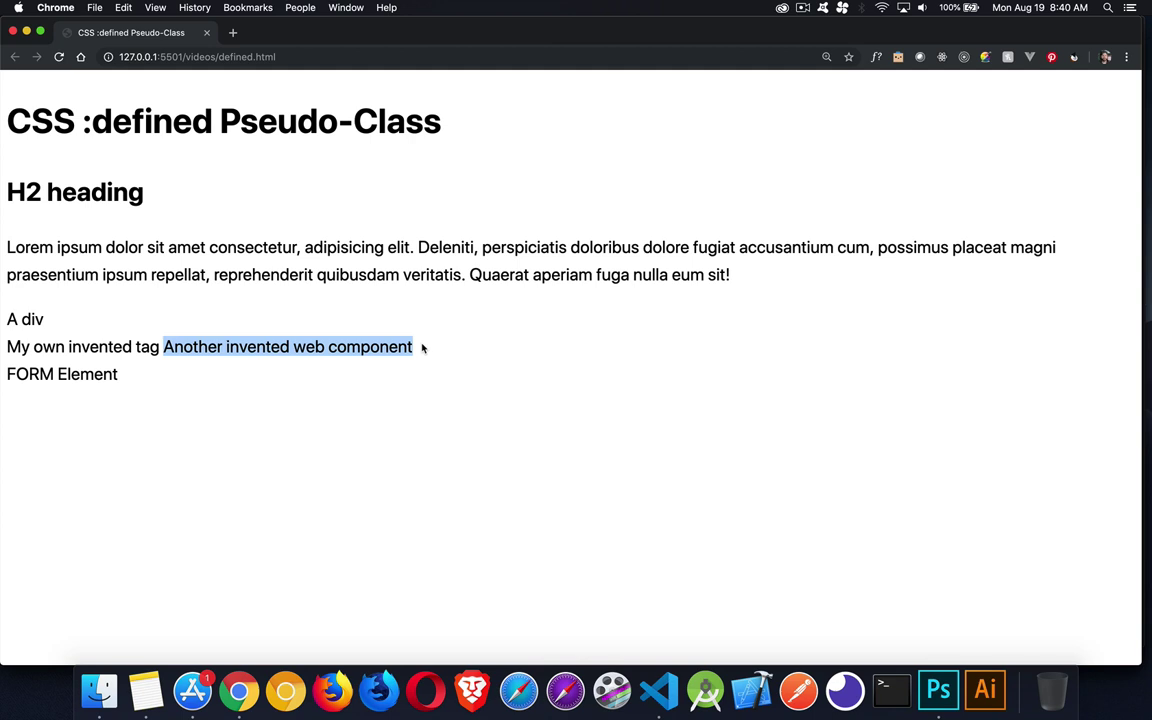 Chrome File Edit View History Bookmarks People Window Help 100% Mon Aug 19 8:40 AM
CSS :defined Pseudo-Class
127.0.0.1:5501/videos/defined.html f?
CSS :defined Pseudo-Class
H2 heading
Lorem ipsum dolor sit amet consectetur, adipisicing elit. Deleniti, perspiciatis doloribus dolore fugiat accusantium cum, possimus placeat magni
praesentium ipsum repellat, reprehenderit quibusdam veritatis. Quaerat aperiam fuga nulla eum sit!
A div
My own invented tag Another invented web component
FORM Element
1 >_ Ps Ai